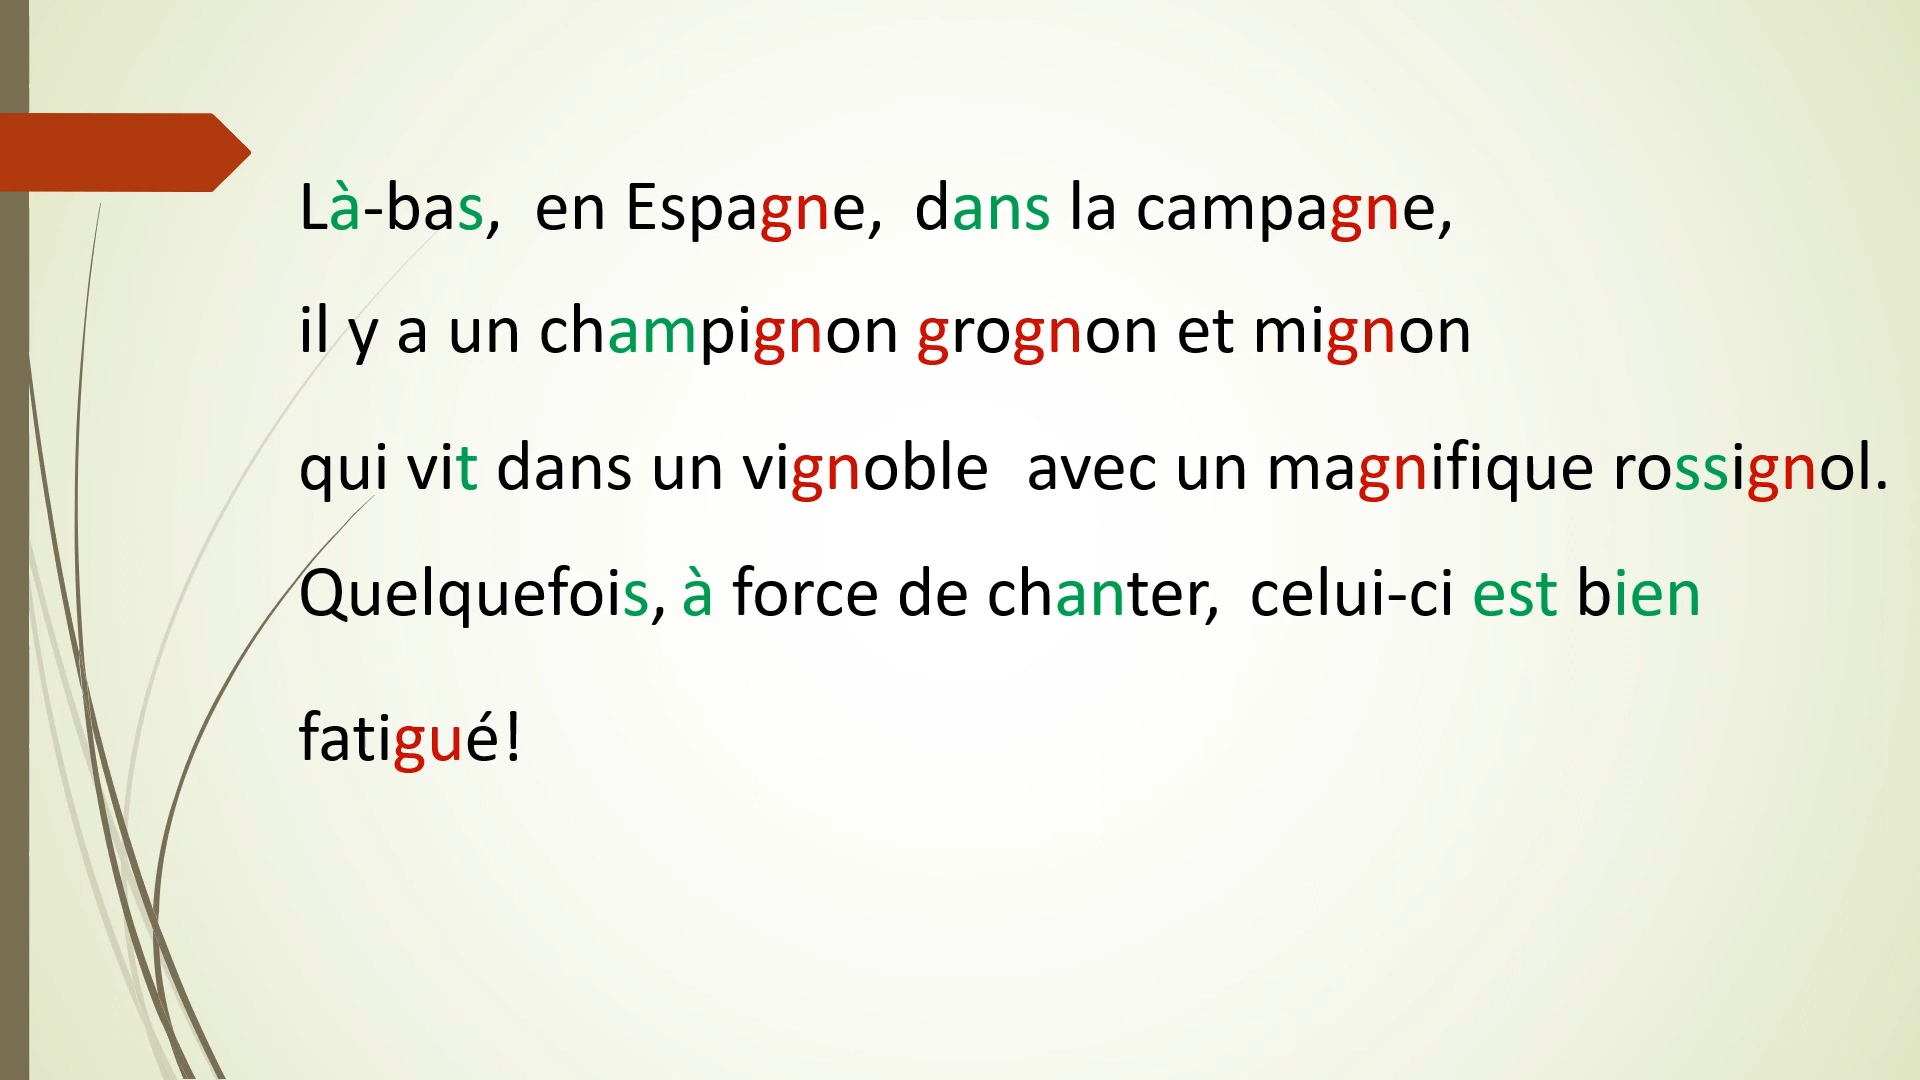 Là-bas, en Espagne, dans la campagne,
il y a un champignon grognon et mignon
qui vit dans un vignoble avec un magnifique rossignol.
Quelquefois, à force de chanter, celui-ci est bien
fatigué!